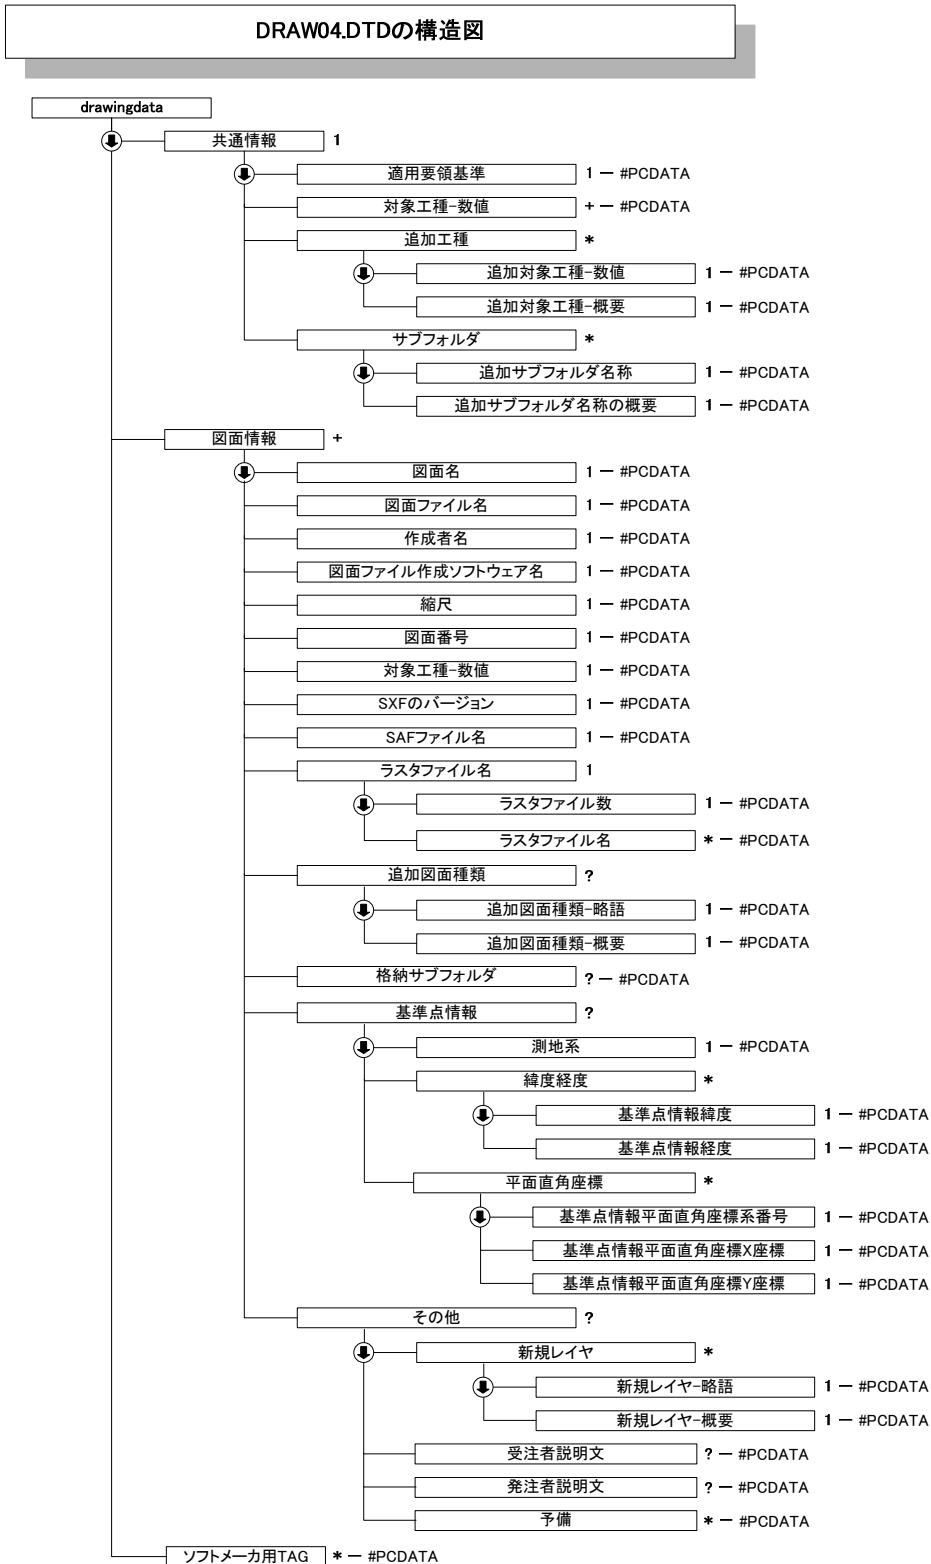 DRAW04.DTDの構造図
drawingdata
共通情報 1
適用要領基準 1 － #PCDATA
対象工種-数値 + － #PCDATA
追加工種 *
追加対象工種-数値 1 － #PCDATA
追加対象工種-概要 1 － #PCDATA
サブフォルダ *
追加サブフォルダ名称 1 － #PCDATA
追加サブフォルダ名称の概要 1 － #PCDATA
図面情報 +
図面名 1 － #PCDATA
図面ファイル名 1 － #PCDATA
作成者名 1 － #PCDATA
図面ファイル作成ソフトウェア名 1 － #PCDATA
縮尺 1 － #PCDATA
図面番号 1 － #PCDATA
対象工種-数値 1 － #PCDATA
SXFのバージョン 1 － #PCDATA
SAFファイル名 1 － #PCDATA
ラスタファイル名 1
ラスタファイル数 1 － #PCDATA
ラスタファイル名 * － #PCDATA
追加図面種類 ?
追加図面種類-略語 1 － #PCDATA
追加図面種類-概要 1 － #PCDATA
格納サブフォルダ ? － #PCDATA
基準点情報 ?
測地系 1 － #PCDATA
緯度経度 *
基準点情報緯度 1 － #PCDATA
基準点情報経度 1 － #PCDATA
平面直角座標 *
基準点情報平面直角座標系番号 1 － #PCDATA
基準点情報平面直角座標X座標 1 － #PCDATA
基準点情報平面直角座標Y座標 1 － #PCDATA
その他 ?
新規レイヤ *
新規レイヤ-略語 1 － #PCDATA
新規レイヤ-概要 1 － #PCDATA
受注者説明文 ? － #PCDATA
発注者説明文 ? － #PCDATA
予備 * － #PCDATA
ソフトメーカ用TAG * － #PCDATA